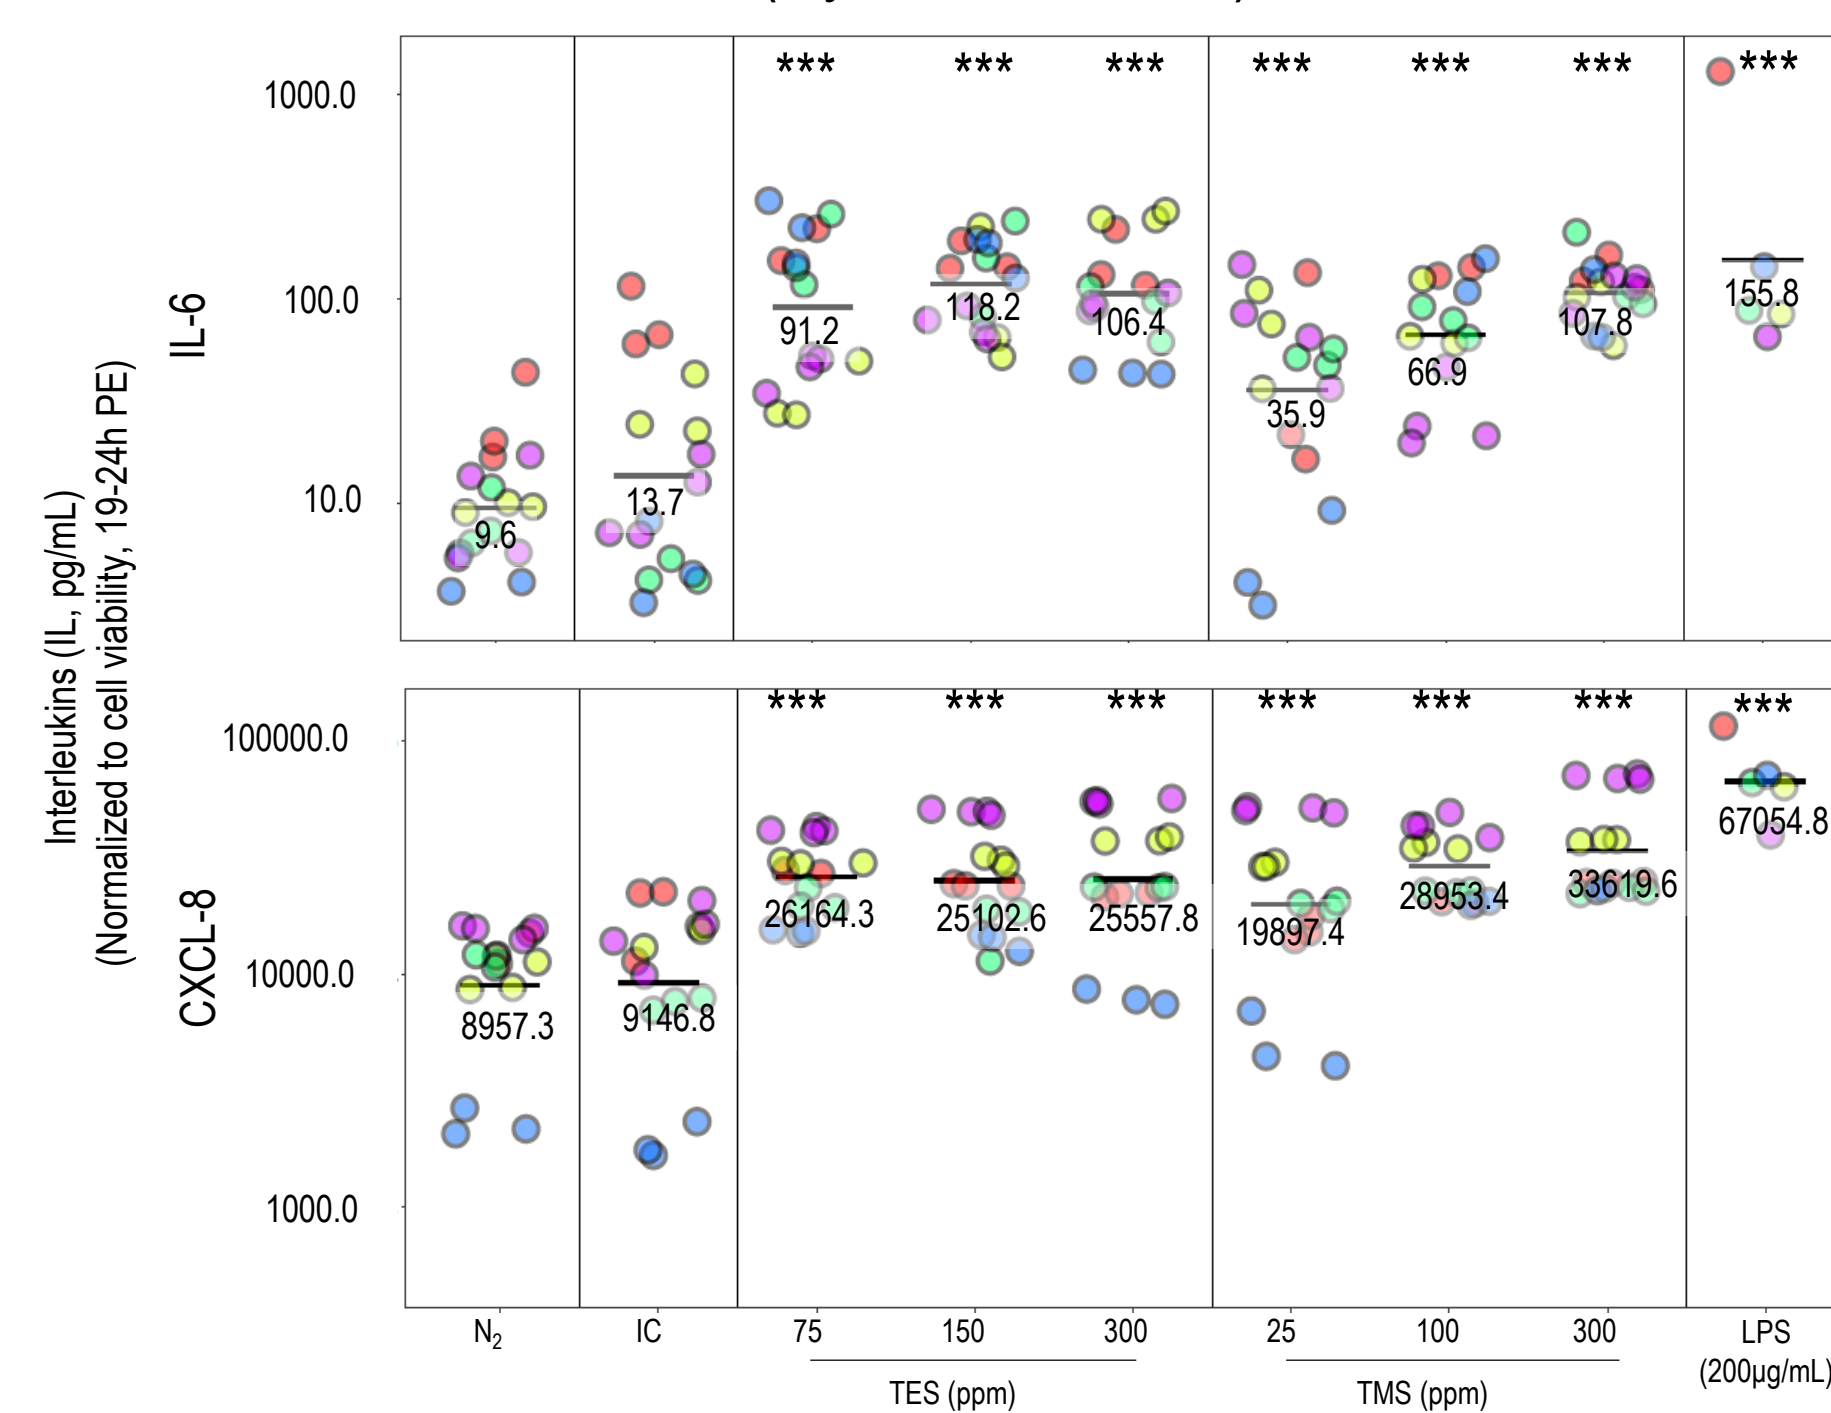 *** *** *** *** *** *** ***
1000.0
IL-6
100.0
10.0
9.6 13.7 91.2 118.2 106.4 35.9 66.9 107.8 155.8
Interleukins (IL, pg/mL)
(Normalized to cell viability, 19-24h PE)
*** *** *** *** *** *** ***
100000.0
CXCL-8
10000.0
1000.0
8957.3 9146.8 26164.3 25102.6 25557.8 19897.4 28953.4 33619.6 67054.8
N₂ IC 75 150 300 25 100 300 LPS
(200µg/mL)
TES (ppm) TMS (ppm)